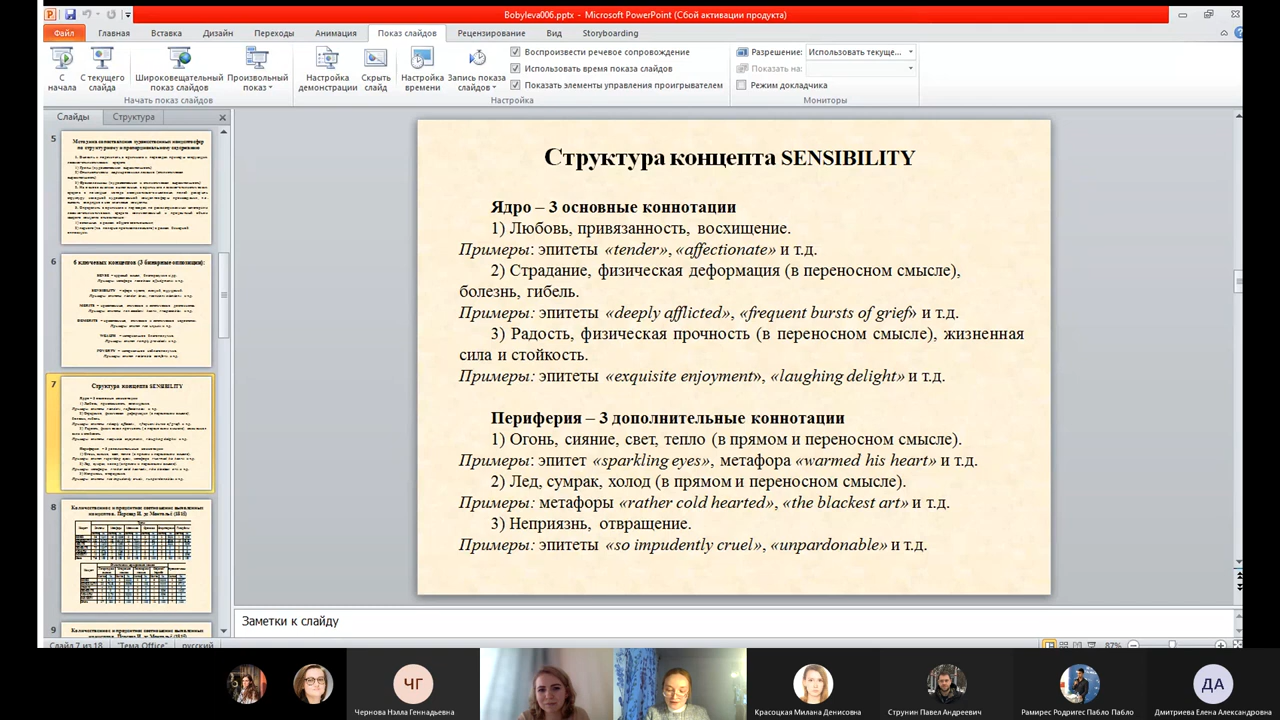 Bobyleva006.pptx - Microsoft PowerPoint (Сбой активации продукта)
Файл Главная Вставка Дизайн Переходы Анимация Показ слайдов Рецензирование Вид Storyboarding
С начала
С текущего слайда
Широковещательный показ слайдов
Произвольный показ
Начать показ слайдов
Настройка демонстрации
Скрыть слайд
Настройка времени
Запись показа слайдов
Воспроизвести речевое сопровождение
Использовать время показа слайдов
Показать элементы управления проигрывателем
Настройка
Разрешение: Использовать текуще...
Показать на:
Режим докладчика
Мониторы
Слайды Структура
5
6
6 ключевых концептов (3 бинарные оппозиции):
7
Структура концепта SENSIBILITY
8
9
Структура концепта SENSIBILITY
Ядро – 3 основные коннотации
1) Любовь, привязанность, восхищение.
Примеры: эпитеты «tender», «affectionate» и т.д.
2) Страдание, физическая деформация (в переносном смысле),
болезнь, гибель.
Примеры: эпитеты «deeply afflicted», «frequent bursts of grief» и т.д.
3) Радость, физическая прочность (в переносном смысле), жизненная
сила и стойкость.
Примеры: эпитеты «exquisite enjoyment», «laughing delight» и т.д.
Периферия – 3 дополнительные коннотации
1) Огонь, сияние, свет, тепло (в прямом и переносном смысле).
Примеры: эпитет «sparkling eyes», метафора «warmed his heart» и т.д.
2) Лед, сумрак, холод (в прямом и переносном смысле).
Примеры: метафоры «rather cold hearted», «the blackest art» и т.д.
3) Неприязнь, отвращение.
Примеры: эпитеты «so impudently cruel», «unpardonable» и т.д.
Заметки к слайду
Слайд 7 из 18 "Тема Office" русский 87%
ЧГ
ДА
Чернова Нэлла Геннадьевна
Красоцкая Милана Денисовна
Струнин Павел Андреевич
Рамирес Родригес Пабло Пабло
Дмитриева Елена Александровна